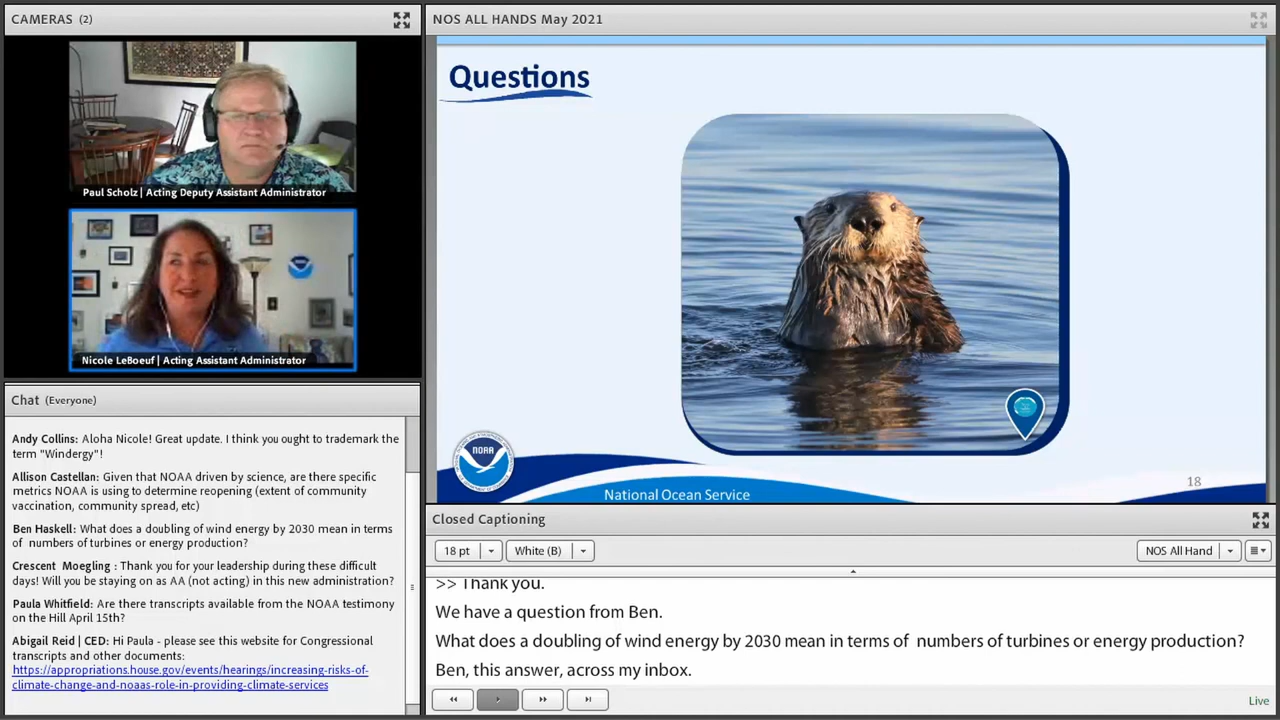 CAMERAS (2)
Paul Scholz | Acting Deputy Assistant Administrator
Nicole LeBoeuf | Acting Assistant Administrator
Chat (Everyone)
Andy Collins: Aloha Nicole! Great update. I think you ought to trademark the
term "Windergy"!
Allison Castellan: Given that NOAA driven by science, are there specific
metrics NOAA is using to determine reopening (extent of community
vaccination, community spread, etc)
Ben Haskell: What does a doubling of wind energy by 2030 mean in terms
of numbers of turbines or energy production?
Crescent Moegling : Thank you for your leadership during these difficult
days! Will you be staying on as AA (not acting) in this new administration?
Paula Whitfield: Are there transcripts available from the NOAA testimony
on the Hill April 15th?
Abigail Reid | CED: Hi Paula - please see this website for Congressional
transcripts and other documents:
https://appropriations.house.gov/events/hearings/increasing-risks-of-
climate-change-and-noaas-role-in-providing-climate-services
NOS ALL HANDS May 2021
Questions
NOAA
National Ocean Service
18
Closed Captioning
18 pt
White (B)
NOS All Hand
>> Thank you.
We have a question from Ben.
What does a doubling of wind energy by 2030 mean in terms of numbers of turbines or energy production?
Ben, this answer, across my inbox.
Live